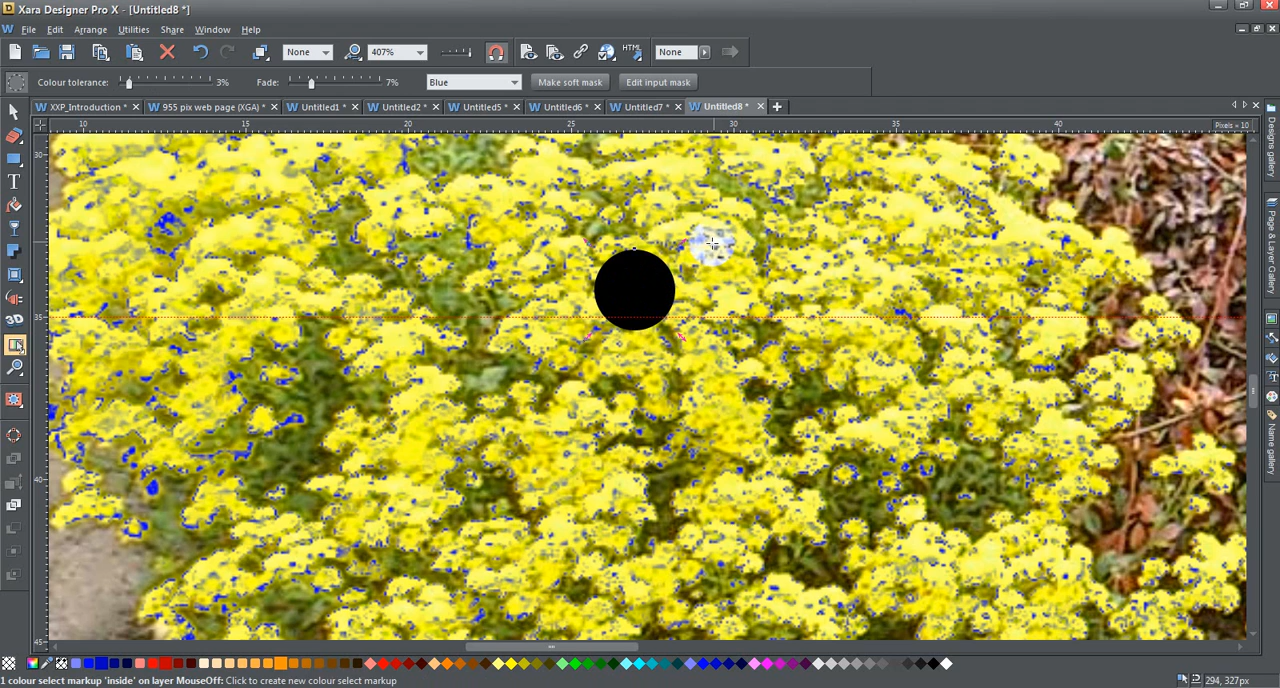 Xara Designer Pro X - [Untitled8 *]
File Edit Arrange Utilities Share Window Help
None 407% HTML None
Colour tolerance: 3% Fade: 7% Blue Make soft mask Edit input mask
XXP_Introduction * 955 pix web page (XGA) * Untitled1 * Untitled2 * Untitled5 * Untitled6 * Untitled7 * Untitled8 *
10 15 20 25 30 35 40 Pixels = 10
30
35
40
45
T
3D
Designs gallery
Page & Layer Gallery
Name gallery
1 colour select markup 'inside' on layer MouseOff: Click to create new colour select markup 294, 327px